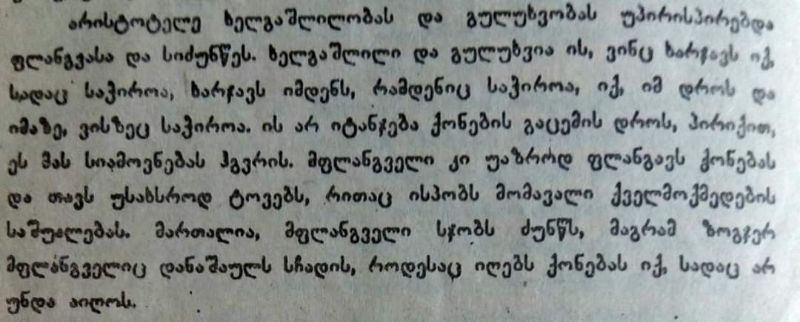 არისტოტელე ხელგაშლილობას და გულუხვობას უპირისპირებდა
ფლანგვასა და სიძუნწეს. ხელგაშლილი და გულუხვია ის, ვინც ხარჯავს იქ,
სადაც საჭიროა, ხარჯავს იმდენს, რამდენიც საჭიროა, იქ, იმ დროს და
იმაზე, ვისზეც საჭიროა. ის არ იტანჯება ქონების გაცემის დროს, პირიქით,
ეს მას სიამოვნებას ჰგვრის. მფლანგველი კი უაზროდ ფლანგავს ქონებას
და თავს უსახსროდ ტოვებს, რითაც ისპობს მომავალი ქველმოქმედების
საშუალებას. მართალია, მფლანგველი სჯობს ძუნწს, მაგრამ ზოგჯერ
მფლანგველიც დანაშაულს სჩადის, როდესაც იღებს ქონებას იქ, სადაც არ
უნდა აიღოს.